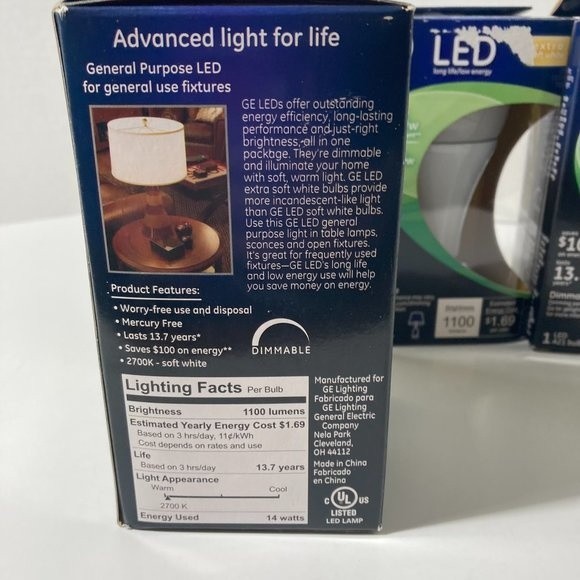 Advanced light for life
General Purpose LED
for general use fixtures
GE LEDs offer outstanding
energy efficiency, long-lasting
performance and just-right
brightness, all in one
package. They're dimmable
and illuminate your home
with soft, warm light. GE LED
extra soft white bulbs provide
more incandescent-like light
than GE LED soft white bulbs.
Use this GE LED general
purpose light in table lamps,
sconces and open fixtures.
It's great for frequently used
fixtures—GE LED's long life
and low energy use will help
you save money on energy.
Product Features:
• Worry-free use and disposal
• Mercury Free
• Lasts 13.7 years*
• Saves $100 on energy**
• 2700K - soft white
DIMMABLE
Lighting Facts Per Bulb
Brightness 1100 lumens
Estimated Yearly Energy Cost $1.69
Based on 3 hrs/day, 11¢/kWh
Cost depends on rates and use
Life
Based on 3 hrs/day 13.7 years
Light Appearance
Warm Cool
2700 K
Energy Used 14 watts
Manufactured for
GE Lighting
Fabricado para
GE Lighting
General Electric
Company
Nela Park
Cleveland,
OH 44112
Made in China
Fabricado
en China
C UL US
LISTED
LED LAMP
LED
long life/low energy
1100
$1.69
13.
1 LED